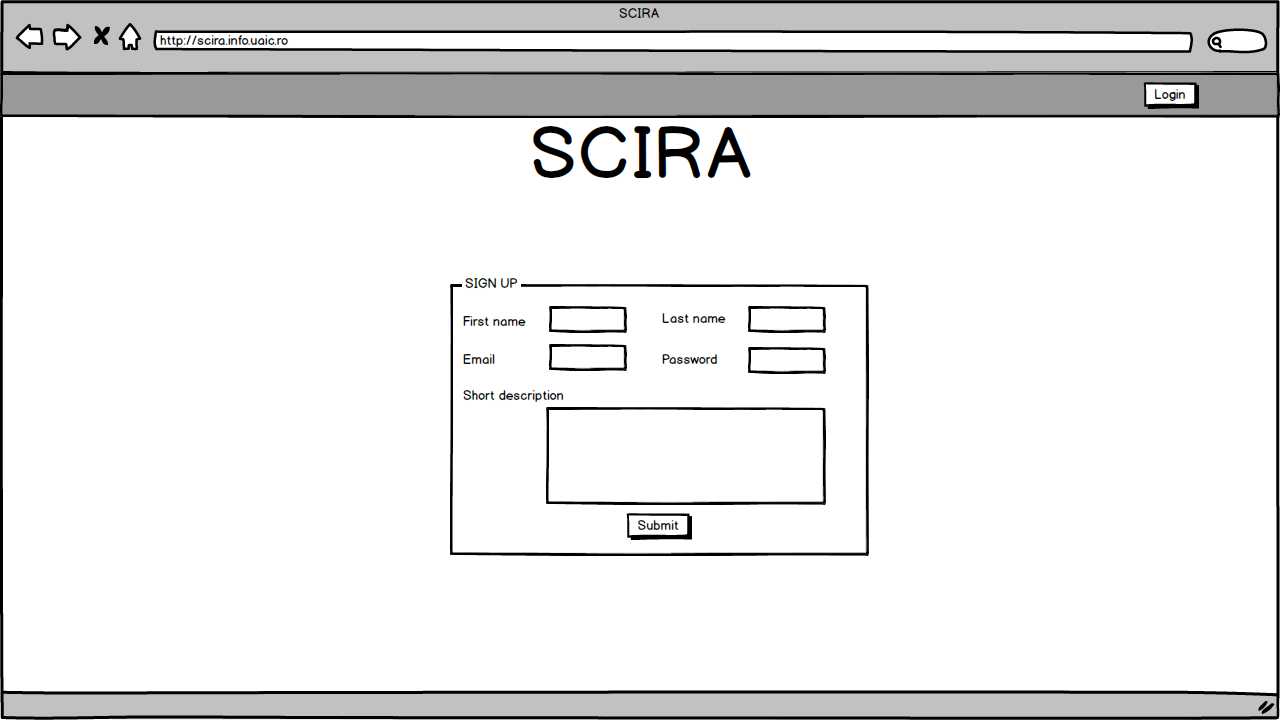 SCIRA
http://scira.info.uaic.ro
Login
SCIRA
SIGN UP
First name
Last name
Email
Password
Short description
Submit